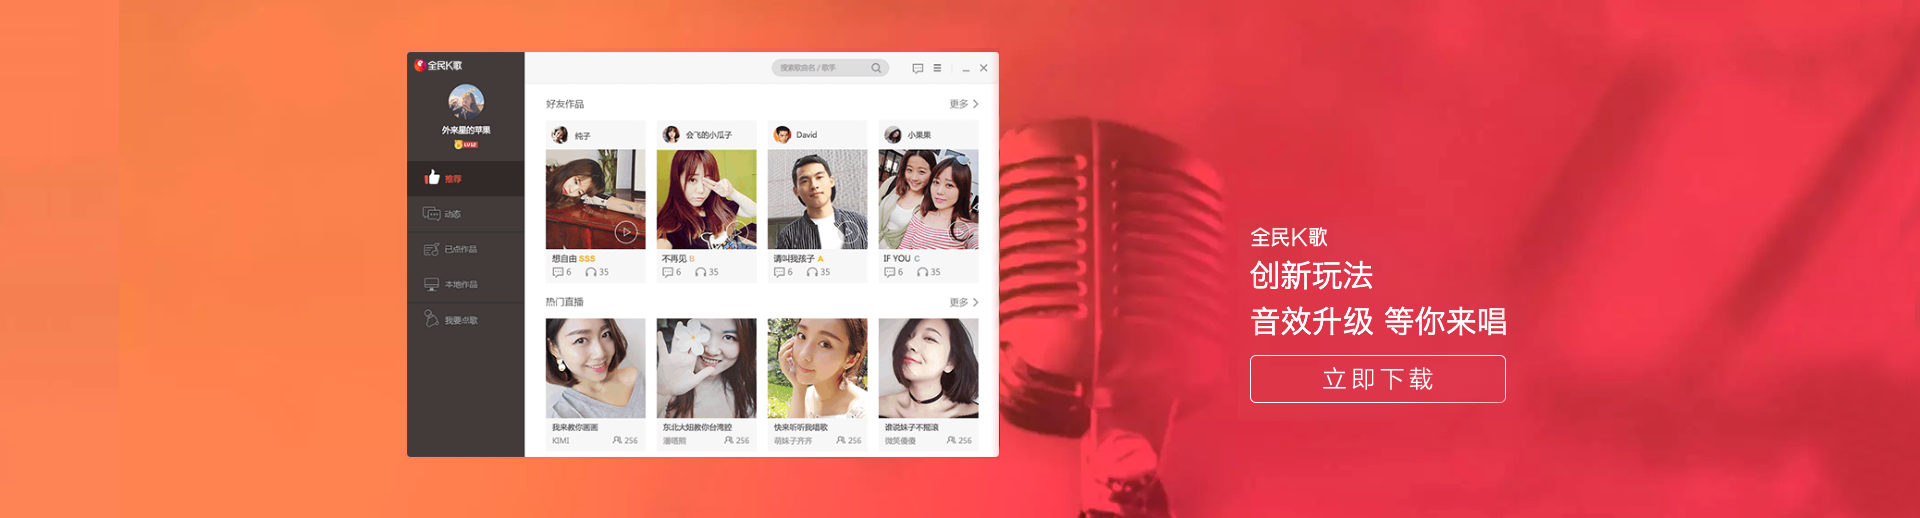 全民K歌
外来星的苹果
推荐
动态
已点作品
本地作品
我要点歌
搜索歌曲名 / 歌手
好友作品
更多
纯子
会飞的小瓜子
David
小果果
想自由 SSS
不再见 B
请叫我孩子 A
IF YOU C
6 35
6 35
6 35
6 35
热门直播
更多
我来教你画画
东北大妞教你台湾腔
快来听听我唱歌
谁说妹子不摇滚
KIMI 256
潘嗒熊 256
萌妹子卉卉 256
微笑傻傻 256
全民K歌
创新玩法
音效升级 等你来唱
立即下载